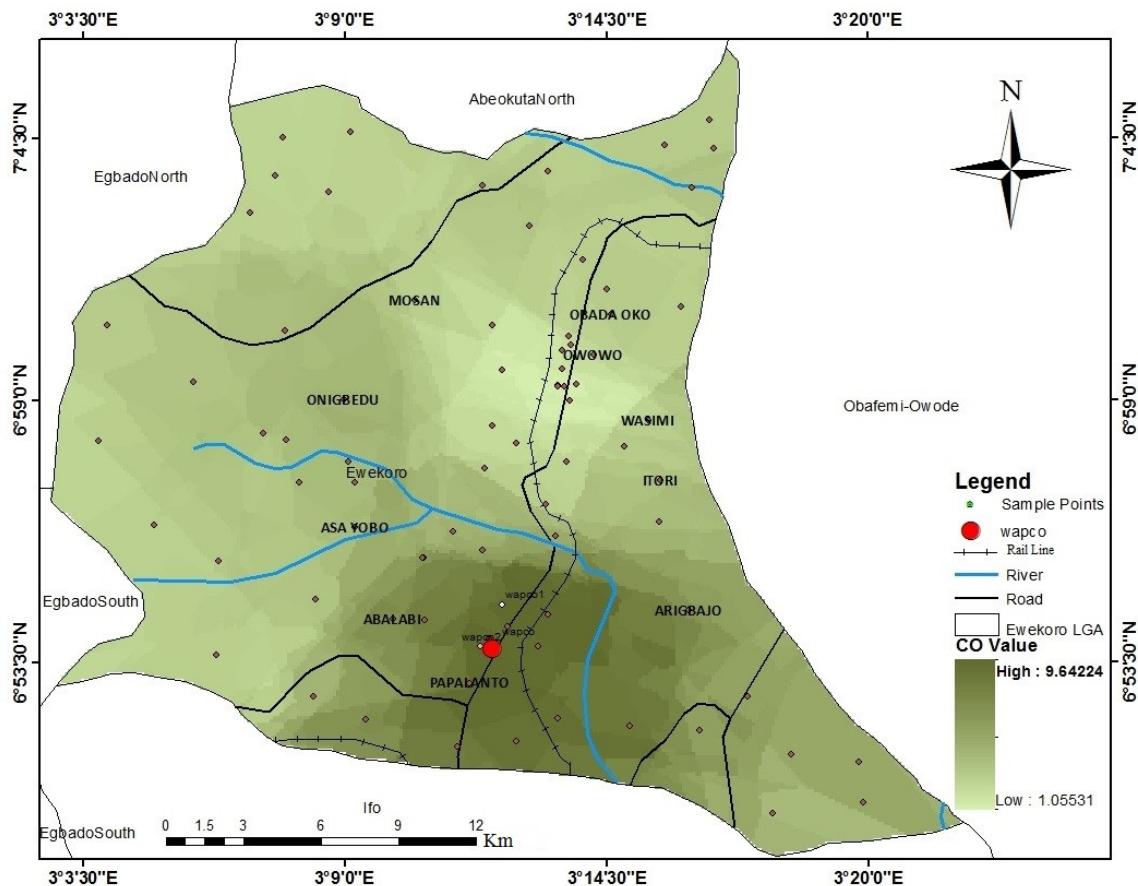 3°3'30"E
3°9'0"E
3°14'30"E
3°20'0"E
AbeokutaNorth
N
7°4'30"N
7°4'30"N
EgbadoNorth
MOSAN
OBADA OKO
OWOWO
6°59'0"N
ONIGBEDU
Obafemi-Owode
6°59'0"N
WASIMI
Ewekoro
ITORI
Legend
Sample Points
ASA YOBO
wapco
Rail Line
River
EgbadoSouth
wapco1
Road
ABALABI
ARIGBAJO
Ewekoro LGA
wapco2
wapco
CO Value
6°53'30"N
High : 9.64224
6°53'30"N
PAPALANTO
Low : 1.05531
Ifo
EgbadoSouth
0 1.5 3 6 9 12
Km
3°3'30"E
3°9'0"E
3°14'30"E
3°20'0"E